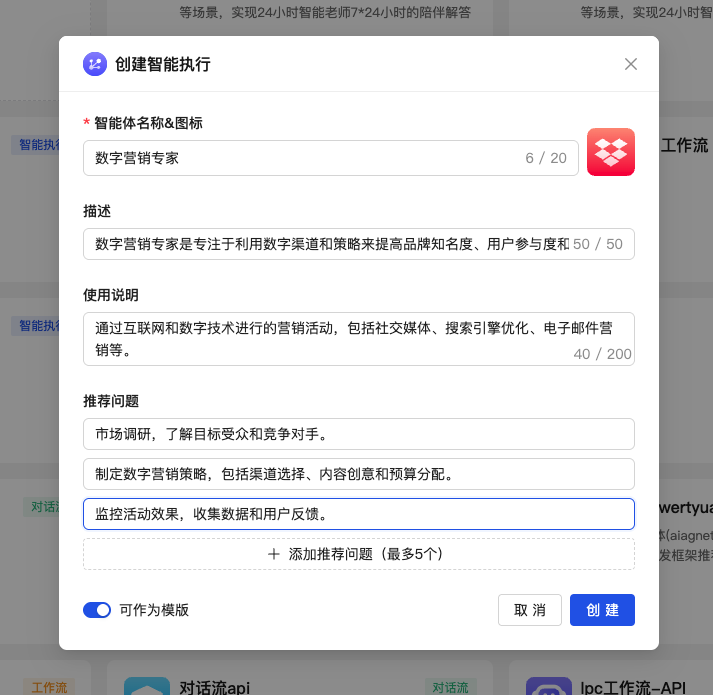 等场景，实现24小时智能老师7*24小时的陪伴解答
等场景，实现24小时智
创建智能执行
* 智能体名称&图标
数字营销专家
6 / 20
描述
数字营销专家是专注于利用数字渠道和策略来提高品牌知名度、用户参与度和
50 / 50
使用说明
通过互联网和数字技术进行的营销活动，包括社交媒体、搜索引擎优化、电子邮件营
销等。
40 / 200
推荐问题
市场调研，了解目标受众和竞争对手。
制定数字营销策略，包括渠道选择、内容创意和预算分配。
监控活动效果，收集数据和用户反馈。
+ 添加推荐问题（最多5个）
可作为模版
取 消
创 建
智能执行
工作流
智能执行
对话流
wertyua
体(aiagnet
发框架推荐
工作流
对话流api
对话流
lpc工作流-API